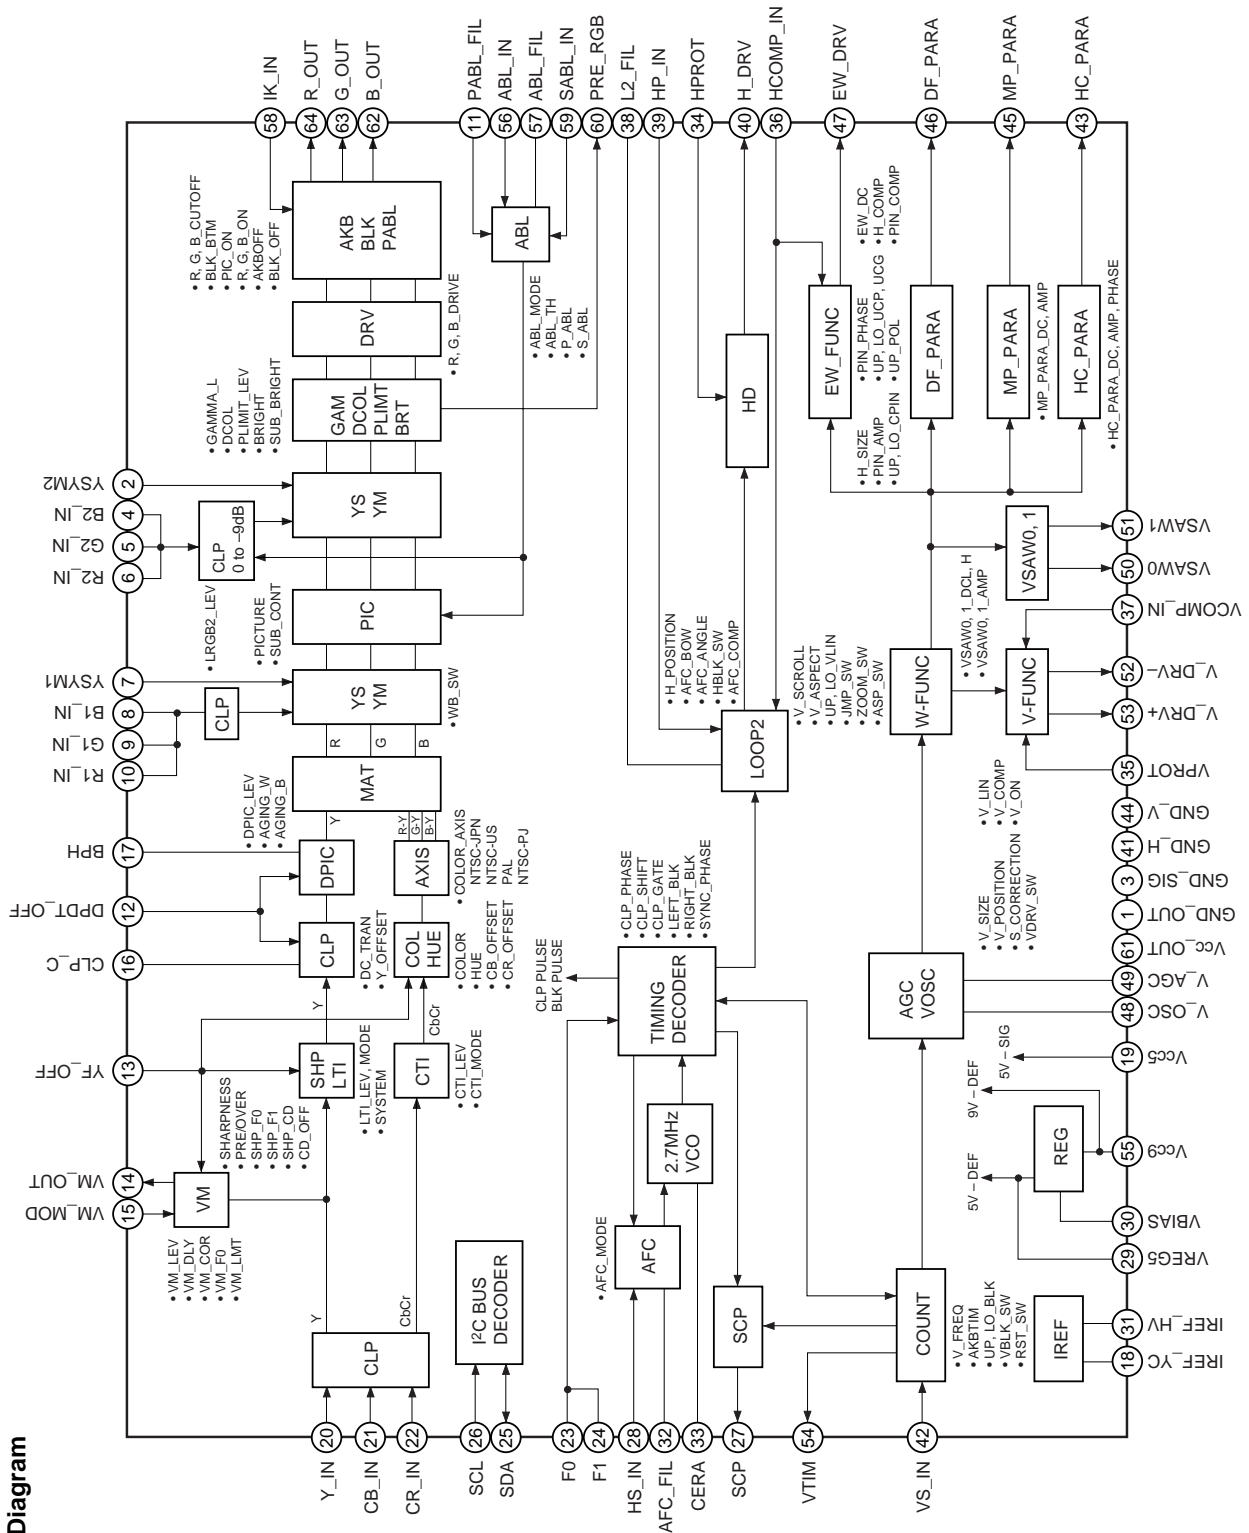 Diagram
YSYM2
2
B2_IN
4
G2_IN
5
R2_IN
6
YSYM1
7
B1_IN
8
G1_IN
9
R1_IN
10
BPH
17
DPDT_OFF
12
CLP_C
16
YF_OFF
13
VM_OUT
14
VM_MOD
15
58
IK_IN
64
R_OUT
63
G_OUT
62
B_OUT
11
PABL_FIL
56
ABL_IN
57
ABL_FIL
59
SABL_IN
60
PRE_RGB
38
L2_FIL
39
HP_IN
34
HPROT
40
H_DRV
36
HCOMP_IN
47
EW_DRV
46
DF_PARA
45
MP_PARA
43
HC_PARA
• R, G, B_CUTOFF
• BLK_BTM
• PIC_ON
• R, G, B_ON
• AKBOFF
• BLK_OFF
AKB
BLK
PABL
DRV
• R, G, B_DRIVE
ABL
• ABL_MODE
• ABL_TH
• P_ABL
• S_ABL
• GAMMA_L
• DCOL
• PLIMIT_LEV
• BRIGHT
• SUB_BRIGHT
GAM
DCOL
PLIMT
BRT
YS
YM
CLP
0 to –9dB
• LRGB2_LEV
• PICTURE
• SUB_CONT
PIC
YS
YM
• WB_SW
CLP
R
G
B
MAT
• DPIC_LEV
• AGING_W
• AGING_B
Y
R-Y
G-Y
B-Y
DPIC
AXIS
• COLOR_AXIS
NTSC-JPN
NTSC-US
PAL
NTSC-PJ
CLP
• DC_TRAN
• Y_OFFSET
COL
HUE
• COLOR
• HUE
• CB_OFFSET
• CR_OFFSET
Y
CbCr
SHP
LTI
• LTI_LEV, MODE
• SYSTEM
CTI
• CTI_LEV
• CTI_MODE
• SHARPNESS
• PRE/OVER
• SHP_F0
• SHP_F1
• SHP_CD
• CD_OFF
VM
• VM_LEV
• VM_DLY
• VM_COR
• VM_F0
• VM_LMT
Y
CbCr
CLP
I²C BUS
DECODER
HD
• H_POSITION
• AFC_BOW
• AFC_ANGLE
• HBLK_SW
• AFC_COMP
LOOP2
• CLP_PHASE
• CLP_SHIFT
• CLP_GATE
• LEFT_BLK
• RIGHT_BLK
• SYNC_PHASE
CLP PULSE
BLK PULSE
TIMING
DECODER
2.7MHz
VCO
• AFC_MODE
AFC
SCP
• EW_DC
• H_COMP
• PIN_COMP
EW_FUNC
• PIN_PHASE
• UP, LO_UCP, UCG
• UP_POL
• H_SIZE
• PIN_AMP
• UP, LO_CPIN
DF_PARA
MP_PARA
• MP_PARA_DC, AMP
HC_PARA
• HC_PARA_DC, AMP, PHASE
VSAW0, 1
• VSAW0, 1_DCL, H
• VSAW0, 1_AMP
• V_SCROLL
• V_ASPECT
• UP, LO_VLIN
• JMP_SW
• ZOOM_SW
• ASP_SW
W-FUNC
V-FUNC
• V_LIN
• V_COMP
• V_ON
• V_SIZE
• V_POSITION
• S_CORRECTION
• VDRV_SW
AGC
VOSC
5V – SIG
9V – DEF
5V – DEF
REG
COUNT
• V_FREQ
• AKBTIM
• UP, LO_BLK
• VBLK_SW
• RST_SW
IREF
51
VSAW1
50
VSAW0
37
VCOMP_IN
52
V_DRV–
53
V_DRV+
35
VPROT
44
GND_V
41
GND_H
3
GND_SIG
1
GND_OUT
61
Vcc_OUT
49
V_AGC
48
V_OSC
19
Vcc5
55
Vcc9
30
VBIAS
29
VREG5
31
IREF_HV
18
IREF_YC
20
Y_IN
21
CB_IN
22
CR_IN
26
SCL
25
SDA
23
F0
24
F1
28
HS_IN
32
AFC_FIL
33
CERA
27
SCP
54
VTIM
42
VS_IN